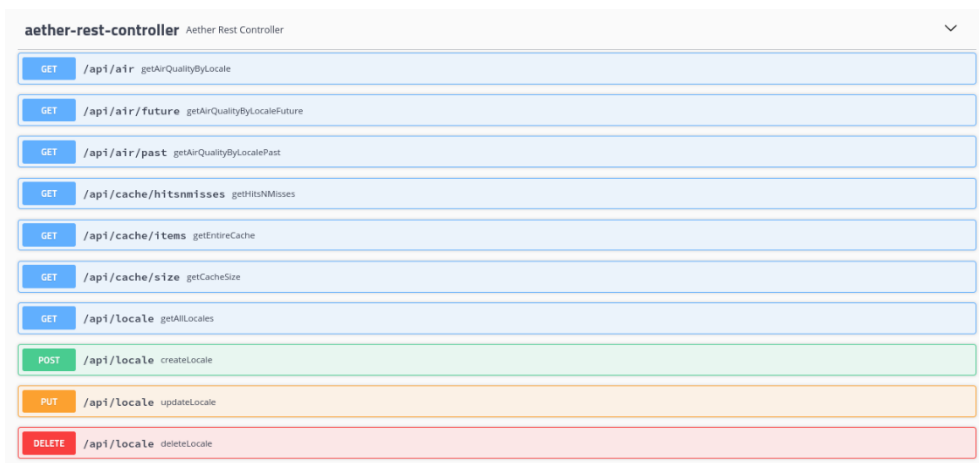 aether-rest-controller Aether Rest Controller
GET /api/air getAirQualityByLocale
GET /api/air/future getAirQualityByLocaleFuture
GET /api/air/past getAirQualityByLocalePast
GET /api/cache/hitsnmisses getHitsNMisses
GET /api/cache/items getEntireCache
GET /api/cache/size getCacheSize
GET /api/locale getAllLocales
POST /api/locale createLocale
PUT /api/locale updateLocale
DELETE /api/locale deleteLocale